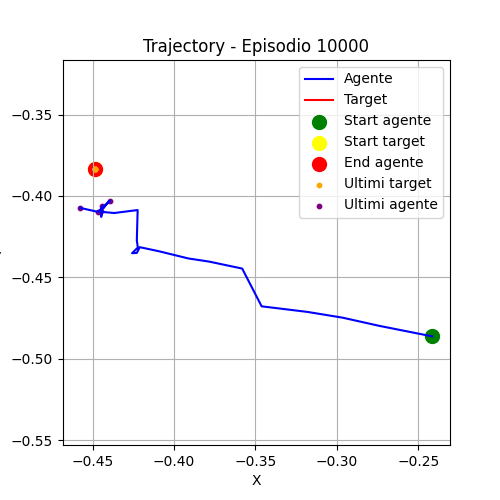 Trajectory - Episodio 10000
Agente
Target
Start agente
Start target
End agente
Ultimi target
Ultimi agente
−0.35
−0.40
−0.45
−0.50
−0.55
−0.45 −0.40 −0.35 −0.30 −0.25
X